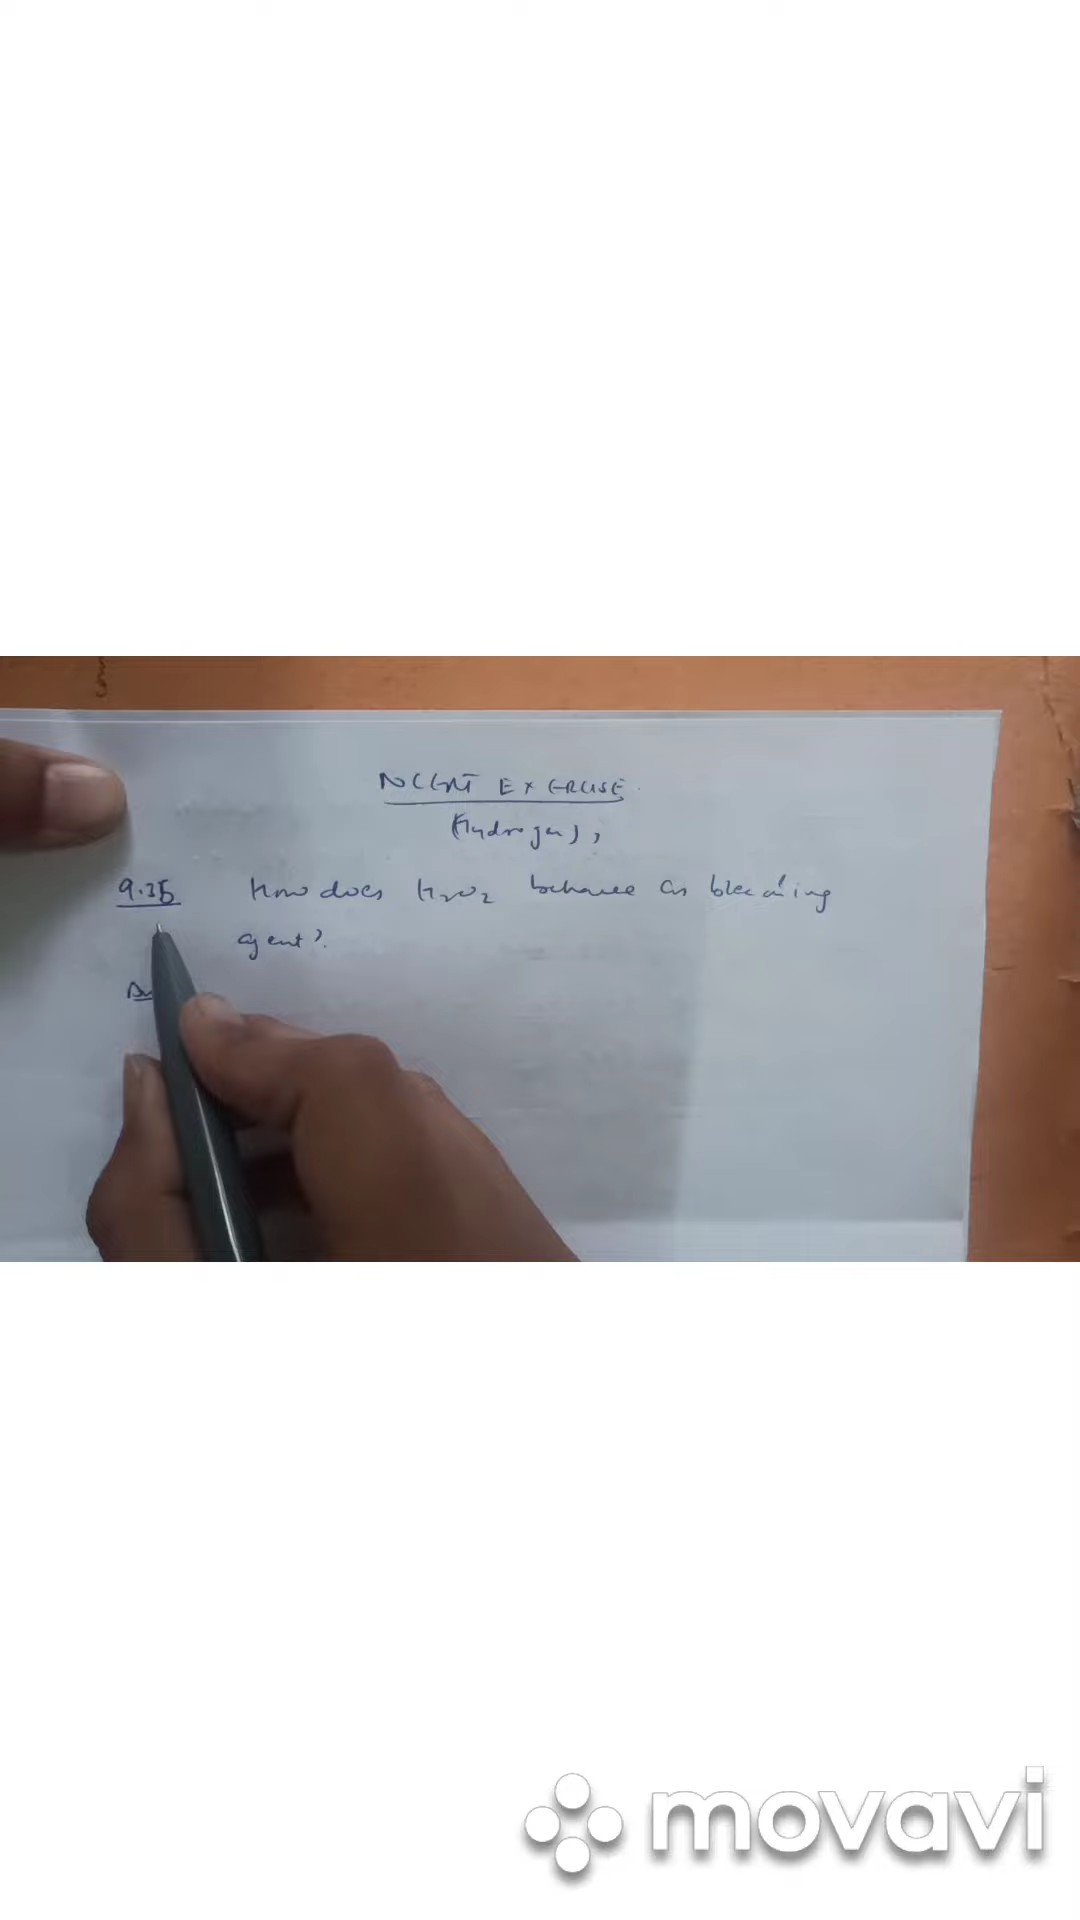 NCERT EXERCISE.
(Hydrogen),
9.35 How does H2O2 behave as bleaching
agent?
movavi